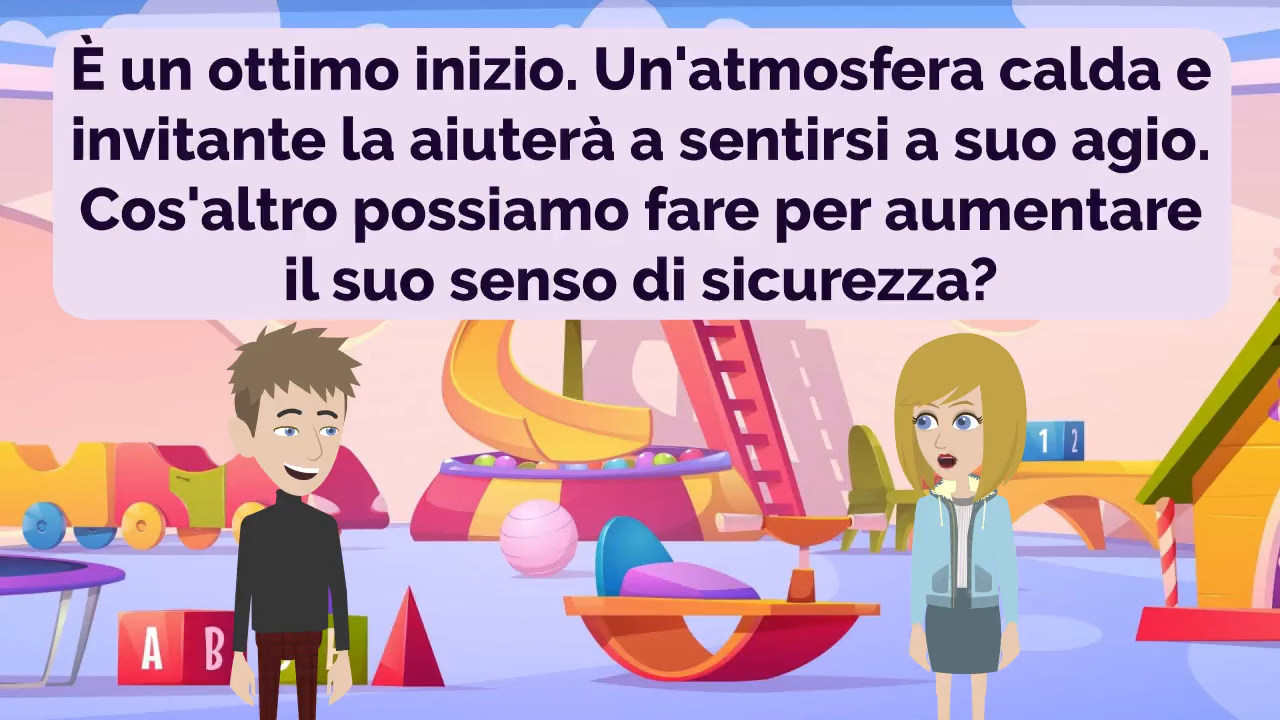 È un ottimo inizio. Un'atmosfera calda e
invitante la aiuterà a sentirsi a suo agio.
Cos'altro possiamo fare per aumentare
il suo senso di sicurezza?
1 2
A B